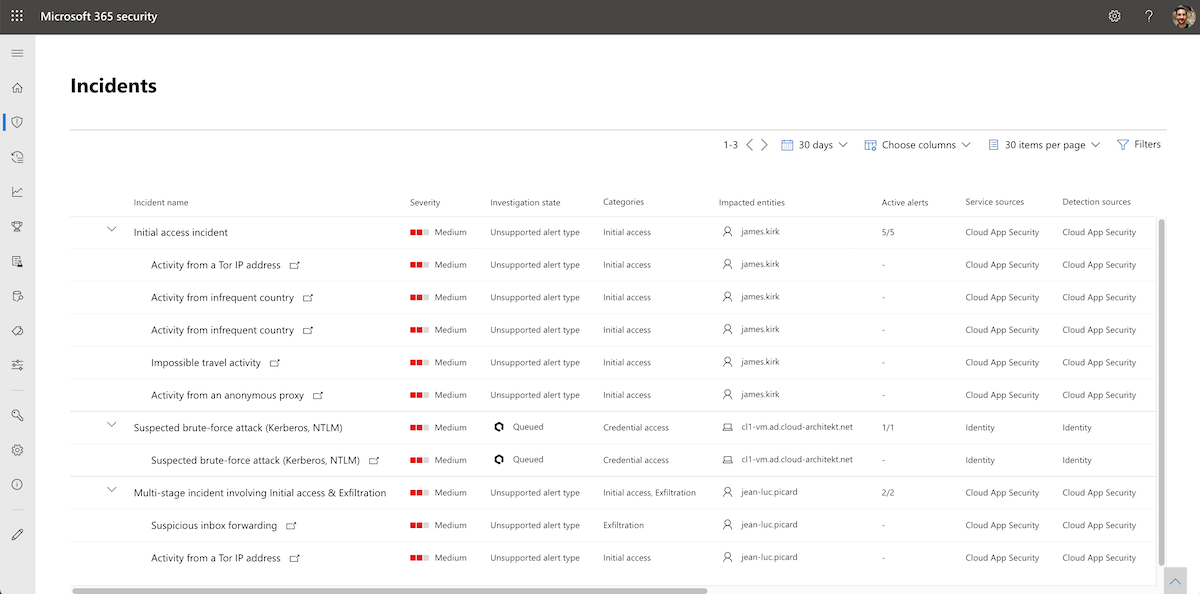 Microsoft 365 security ?
Incidents
1-3 30 days Choose columns 30 items per page Filters
Incident name Severity Investigation state Categories Impacted entities Active alerts Service sources Detection sources
Initial access incident Medium Unsupported alert type Initial access james.kirk 5/5 Cloud App Security Cloud App Security
Activity from a Tor IP address Medium Unsupported alert type Initial access james.kirk - Cloud App Security Cloud App Security
Activity from infrequent country Medium Unsupported alert type Initial access james.kirk - Cloud App Security Cloud App Security
Activity from infrequent country Medium Unsupported alert type Initial access james.kirk - Cloud App Security Cloud App Security
Impossible travel activity Medium Unsupported alert type Initial access james.kirk - Cloud App Security Cloud App Security
Activity from an anonymous proxy Medium Unsupported alert type Initial access james.kirk - Cloud App Security Cloud App Security
Suspected brute-force attack (Kerberos, NTLM) Medium Queued Credential access cl1-vm.ad.cloud-architekt.net 1/1 Identity Identity
Suspected brute-force attack (Kerberos, NTLM) Medium Queued Credential access cl1-vm.ad.cloud-architekt.net - Identity Identity
Multi-stage incident involving Initial access & Exfiltration Medium Unsupported alert type Initial access, Exfiltration jean-luc.picard 2/2 Cloud App Security Cloud App Security
Suspicious inbox forwarding Medium Unsupported alert type Exfiltration jean-luc.picard - Cloud App Security Cloud App Security
Activity from a Tor IP address Medium Unsupported alert type Initial access jean-luc.picard - Cloud App Security Cloud App Security